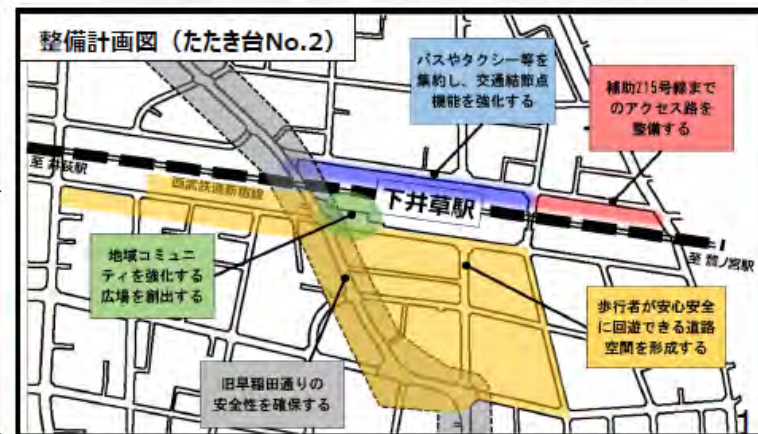 整備計画図（たたき台No.2）
バスやタクシー等を
集約し、交通結節点
機能を強化する
補助215号線まで
のアクセス路を
整備する
至 井荻駅
西武鉄道新宿線
下井草駅
至 鷺ノ宮駅
地域コミュニ
ティを強化する
広場を創出する
歩行者が安心安全
に回遊できる道路
空間を形成する
旧早稲田通りの
安全性を確保する
1